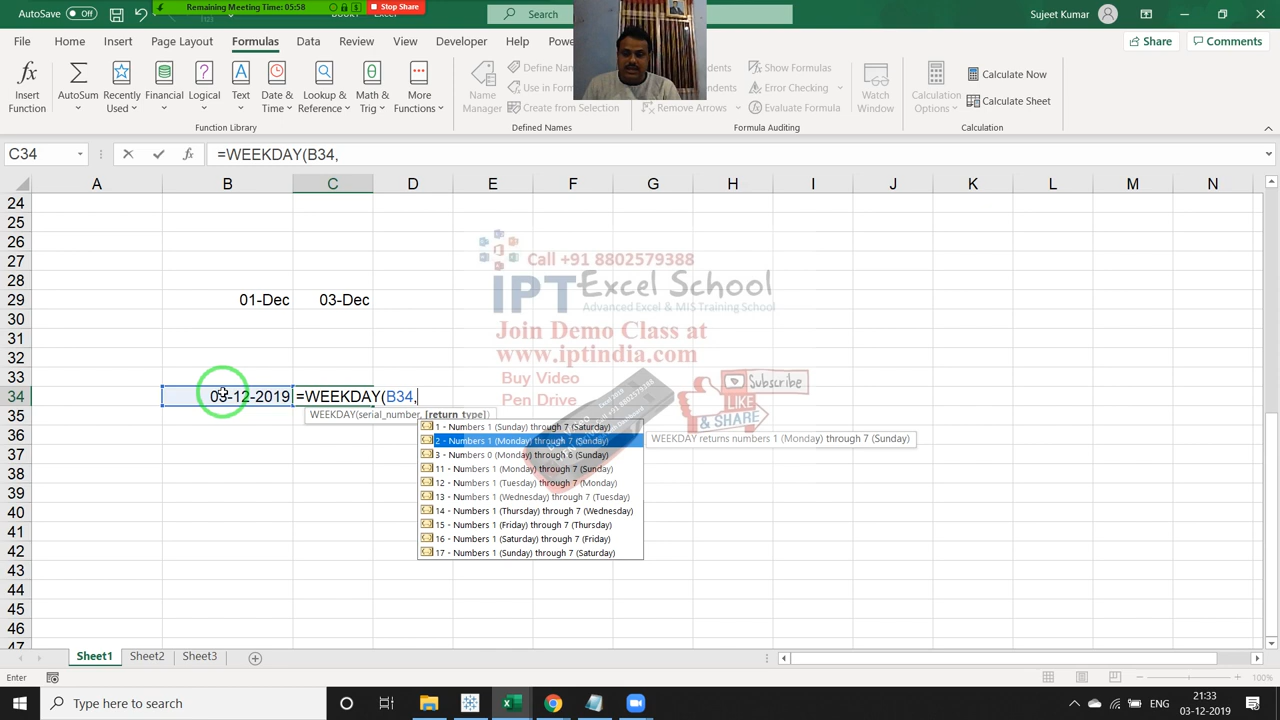 AutoSave Off
Remaining Meeting Time: 05:58
Stop Share
Search
Sujeet Kumar
File Home Insert Page Layout Formulas Data Review View Developer Help
Share
Comments
Insert Function
AutoSum
Recently Used
Financial
Logical
Text
Date & Time
Lookup & Reference
Math & Trig
More Functions
Function Library
Name Manager
Create from Selection
Defined Names
Remove Arrows
Show Formulas
Error Checking
Evaluate Formula
Formula Auditing
Watch Window
Calculation Options
Calculate Now
Calculate Sheet
Calculation
C34
fx
=WEEKDAY(B34,
A B C D E F G H I J K L M N
24
25
26
27
28
29 01-Dec 03-Dec
30
31
32
33
34 03-12-2019 =WEEKDAY(B34,
35
36
37
38
39
40
41
42
43
44
45
46
47
WEEKDAY(serial_number, [return_type])
1 - Numbers 1 (Sunday) through 7 (Saturday)
2 - Numbers 1 (Monday) through 7 (Sunday)
3 - Numbers 0 (Monday) through 6 (Sunday)
11 - Numbers 1 (Monday) through 7 (Sunday)
12 - Numbers 1 (Tuesday) through 7 (Monday)
13 - Numbers 1 (Wednesday) through 7 (Tuesday)
14 - Numbers 1 (Thursday) through 7 (Wednesday)
15 - Numbers 1 (Friday) through 7 (Thursday)
16 - Numbers 1 (Saturday) through 7 (Friday)
17 - Numbers 1 (Sunday) through 7 (Saturday)
WEEKDAY returns numbers 1 (Monday) through 7 (Sunday)
Call +91 8802579388
IPT Excel School
Advanced Excel & MIS Training School
Join Demo Class at
www.iptindia.com
Buy Video
Pen Drive
Subscribe
LIKE
& SHARE
Sheet1 Sheet2 Sheet3
Enter
100%
Type here to search
ENG
21:33
03-12-2019